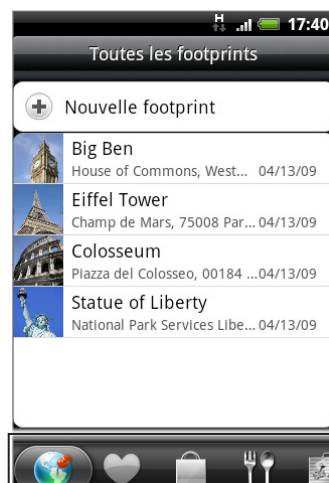 H 17:40
Toutes les footprints
Nouvelle footprint
Big Ben
House of Commons, West... 04/13/09
Eiffel Tower
Champ de Mars, 75008 Par... 04/13/09
Colosseum
Piazza del Colosseo, 00184 ... 04/13/09
Statue of Liberty
National Park Services Libe... 04/13/09